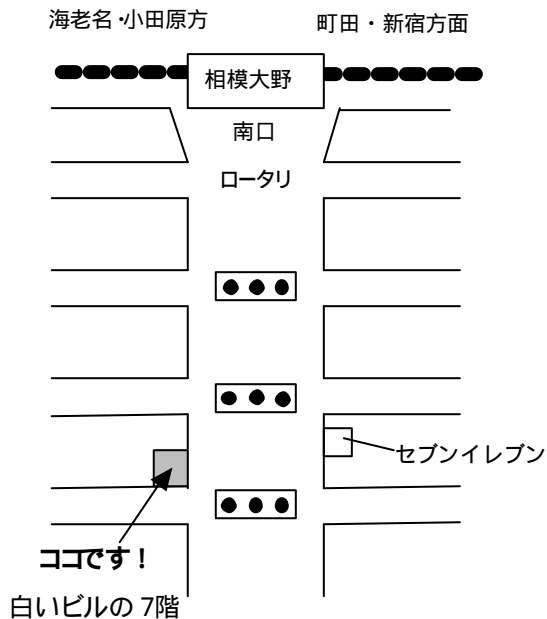 海老名・小田原方
町田・新宿方面
相模大野
南口
ロータリ
セブンイレブン
ココです！
白いビルの 7階